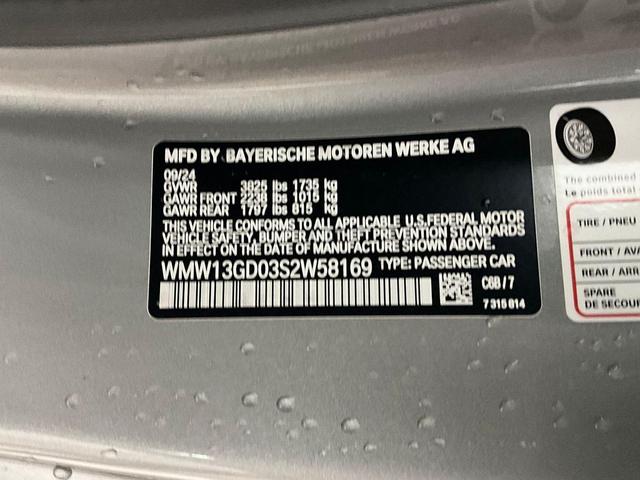 MFD BY BAYERISCHE MOTOREN WERKE AG
09/24
GVWR 3825 lbs 1735 kg
GAWR FRONT 2238 lbs 1015 kg
GAWR REAR 1797 lbs 815 kg
THIS VEHICLE CONFORMS TO ALL APPLICABLE U.S.FEDERAL MOTOR
VEHICLE SAFETY, BUMPER AND THEFT PREVENTION STANDARDS
IN EFFECT ON THE DATE OF MANUFACTURE SHOWN ABOVE.
WMW13GD03S2W58169 TYPE: PASSENGER CAR
C6B / 7
7 315 814
The combined
Le poids total
TIRE / PNEU
FRONT / AVA
REAR / ARR
SPARE
DE SECOUR